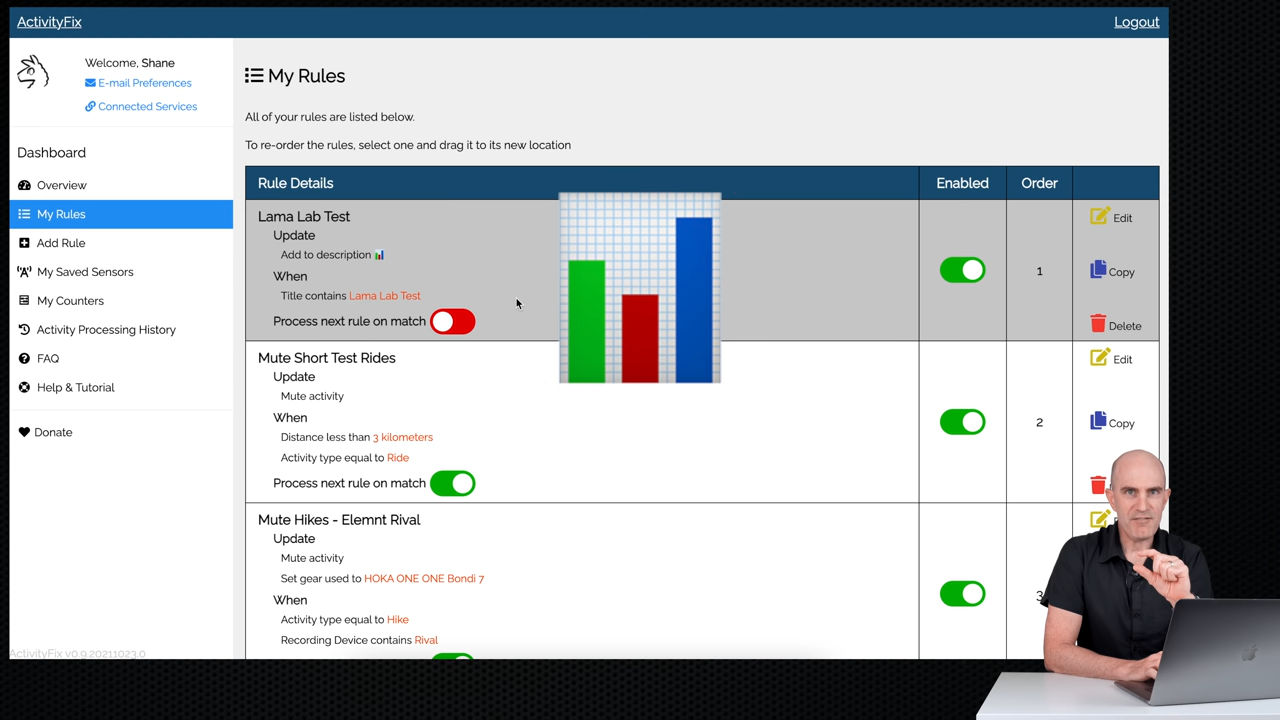 ActivityFix
Logout
Welcome, Shane
E-mail Preferences
Connected Services
Dashboard
Overview
My Rules
Add Rule
My Saved Sensors
My Counters
Activity Processing History
FAQ
Help & Tutorial
Donate
ActivityFix v0.9.20211023.0
My Rules
All of your rules are listed below.
To re-order the rules, select one and drag it to its new location
Rule Details Enabled Order
Lama Lab Test
Update
Add to description 📊
When
Title contains Lama Lab Test
Process next rule on match
1
Edit
Copy
Delete
Mute Short Test Rides
Update
Mute activity
When
Distance less than 3 kilometers
Activity type equal to Ride
Process next rule on match
2
Edit
Copy
Mute Hikes - Elemnt Rival
Update
Mute activity
Set gear used to HOKA ONE ONE Bondi 7
When
Activity type equal to Hike
Recording Device contains Rival
3